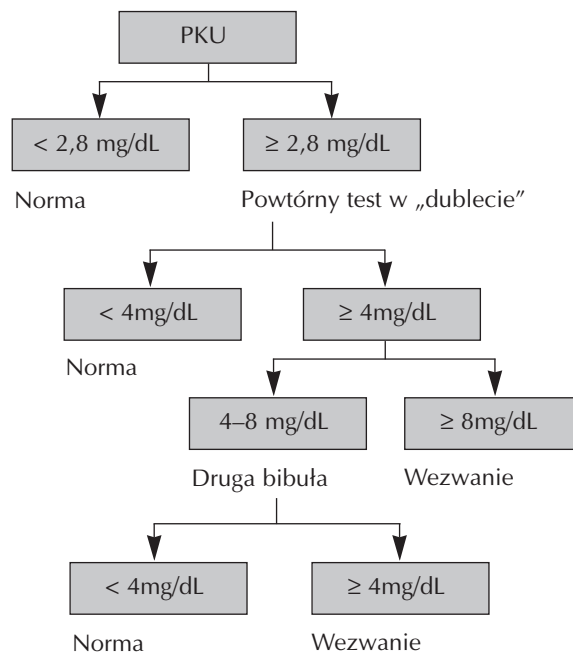 PKU
< 2,8 mg/dL
≥ 2,8 mg/dL
Norma
Powtórny test w „dublecie”
< 4mg/dL
≥ 4mg/dL
Norma
4–8 mg/dL
≥ 8mg/dL
Druga bibuła
Wezwanie
< 4mg/dL
≥ 4mg/dL
Norma
Wezwanie